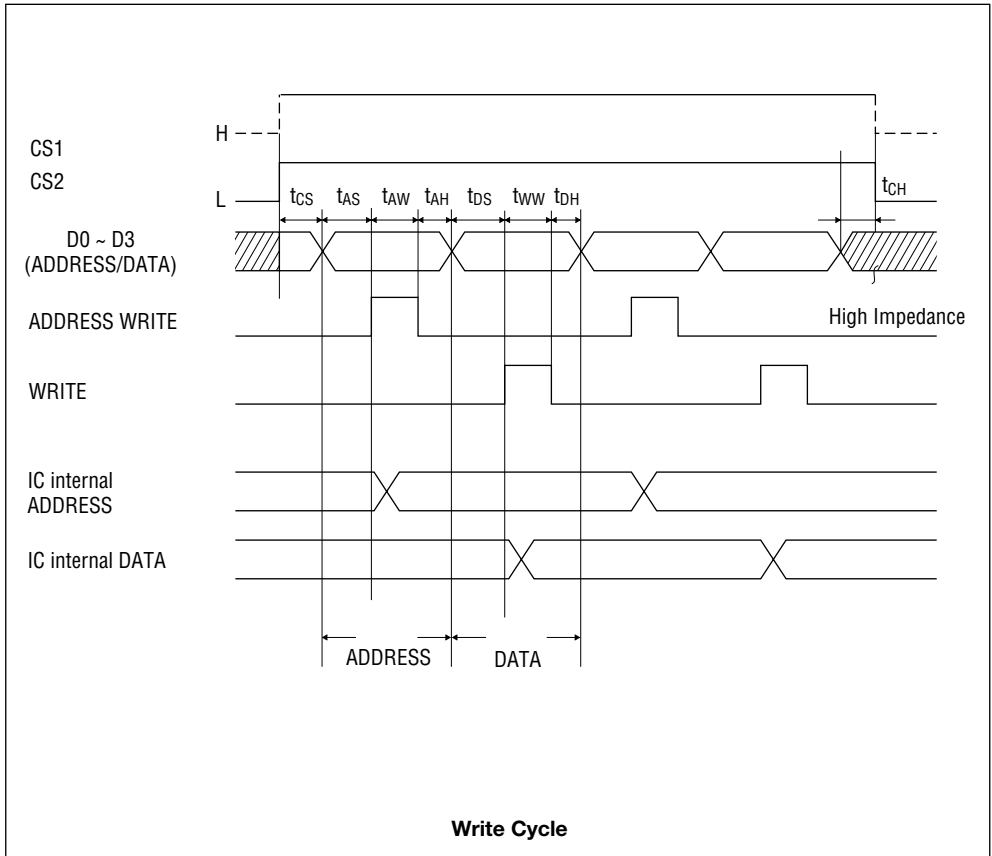 H
CS1
CS2
L
tCS tAS tAW tAH tDS tWW tDH
tCH
D0 ~ D3
(ADDRESS/DATA)
ADDRESS WRITE
High Impedance
WRITE
IC internal
ADDRESS
IC internal DATA
ADDRESS DATA
Write Cycle